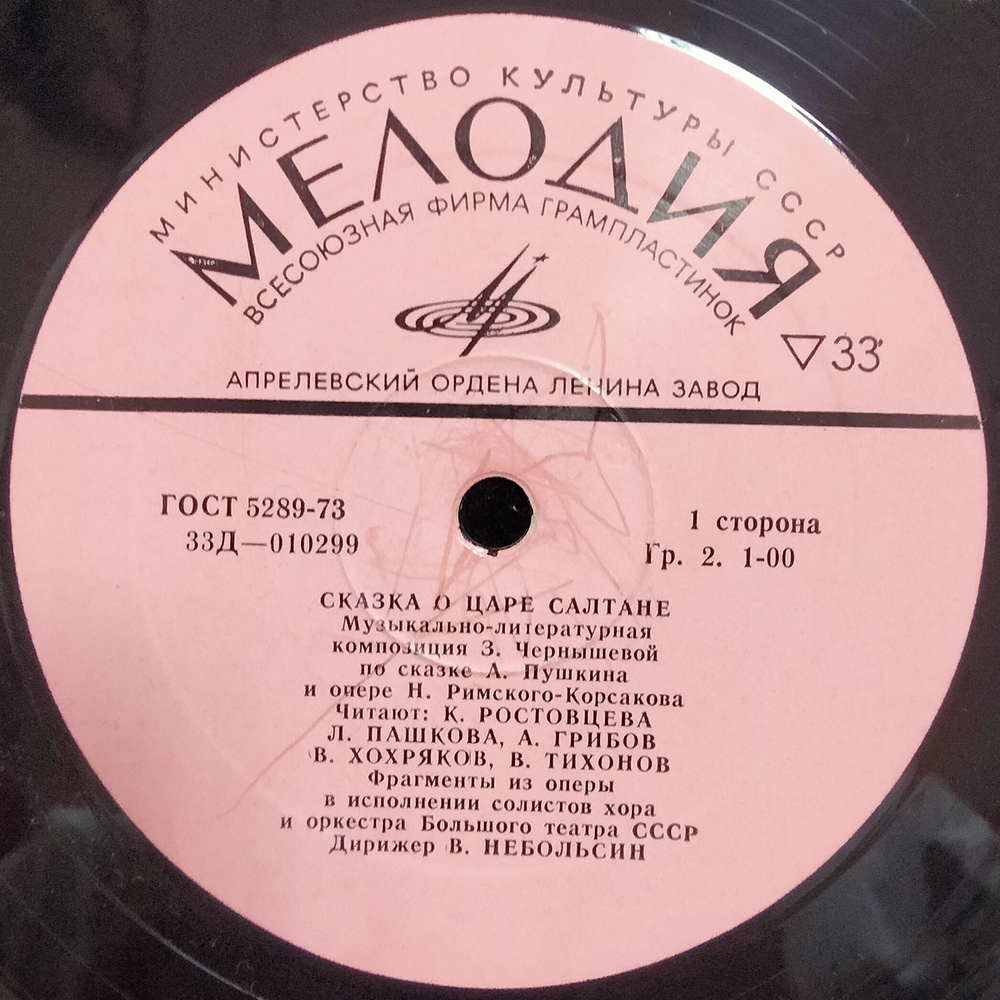 МИНИСТЕРСТВО КУЛЬТУРЫ СССР
МЕЛОДИЯ
ВСЕСОЮЗНАЯ ФИРМА ГРАМПЛАСТИНОК
▽33
АПРЕЛЕВСКИЙ ОРДЕНА ЛЕНИНА ЗАВОД
ГОСТ 5289-73
33Д—010299
1 сторона
Гр. 2. 1-00
СКАЗКА О ЦАРЕ САЛТАНЕ
Музыкально-литературная
композиция З. Чернышевой
по сказке А. Пушкина
и опере Н. Римского-Корсакова
Читают: К. РОСТОВЦЕВА
Л. ПАШКОВА, А. ГРИБОВ
В. ХОХРЯКОВ, В. ТИХОНОВ
Фрагменты из оперы
в исполнении солистов хора
и оркестра Большого театра СССР
Дирижер В. НЕБОЛЬСИН